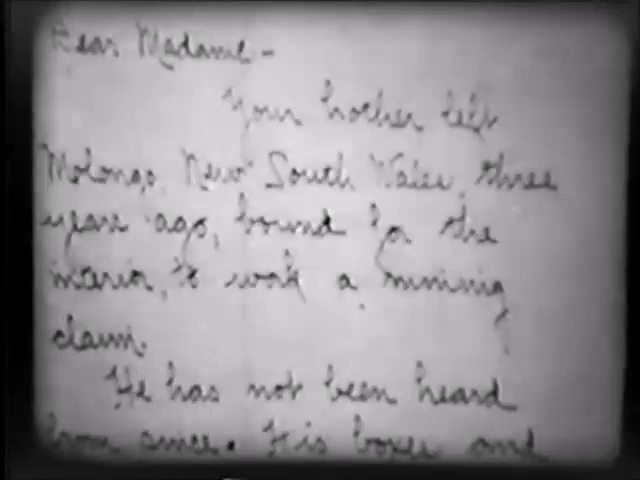 Dear Madame -
Your brother left
Molongo, New South Wales, three
years ago, bound for the
interior, to work a mining
claim.
He has not been heard
from since. His boxes and